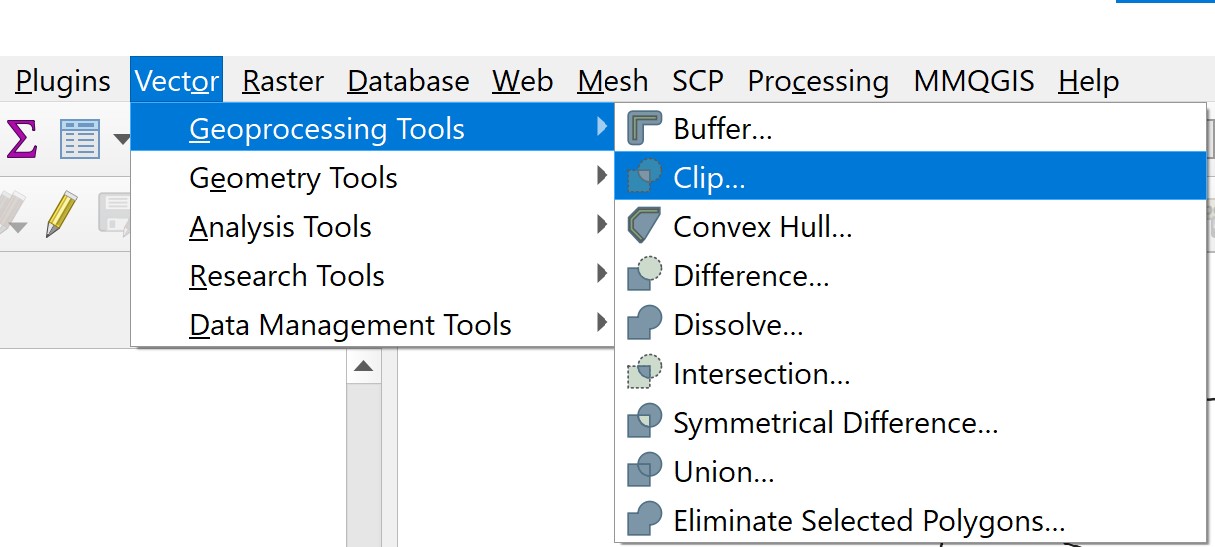 Plugins Vector Raster Database Web Mesh SCP Processing MMQGIS Help
Geoprocessing Tools
Geometry Tools
Analysis Tools
Research Tools
Data Management Tools
Buffer...
Clip...
Convex Hull...
Difference...
Dissolve...
Intersection...
Symmetrical Difference...
Union...
Eliminate Selected Polygons...